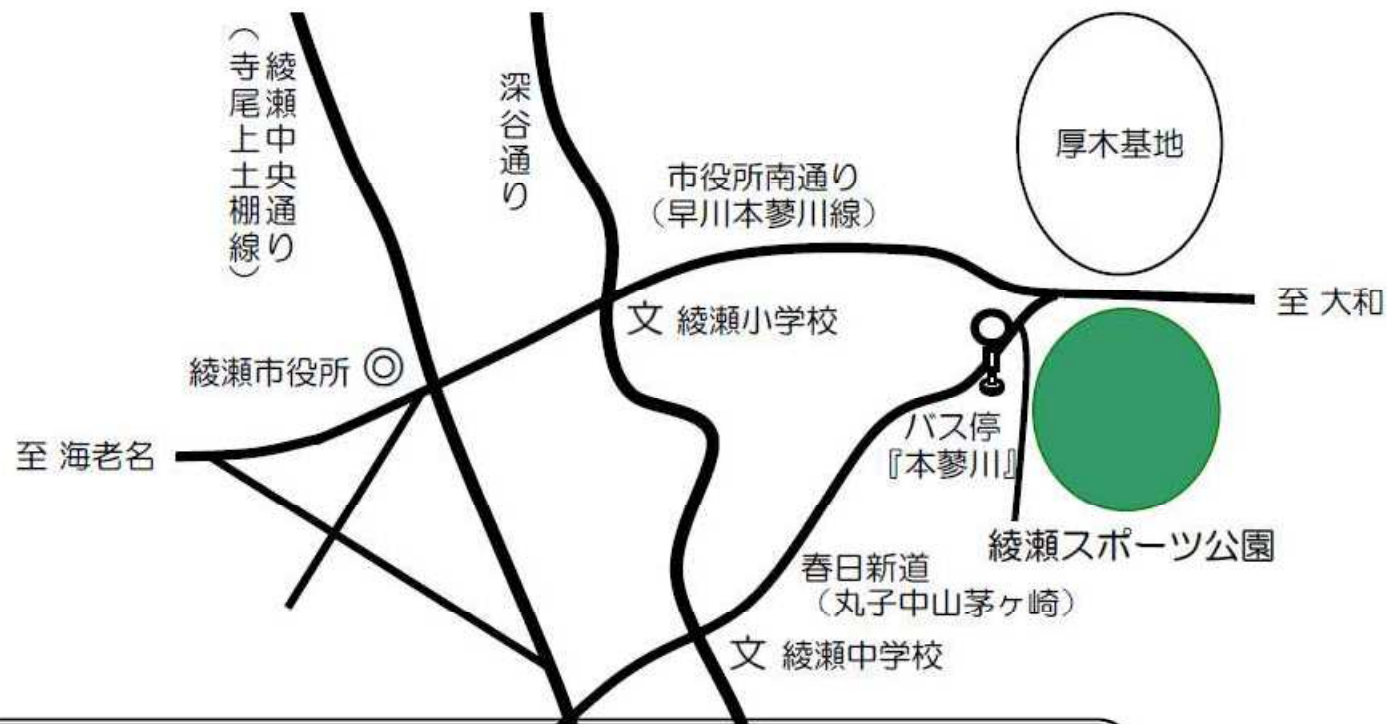 綾瀬中央通り
（寺尾上土棚線）
深谷通り
市役所南通り
（早川本蓼川線）
厚木基地
至 大和
文 綾瀬小学校
綾瀬市役所 ◎
至 海老名
バス停
『本蓼川』
綾瀬スポーツ公園
春日新道
（丸子中山茅ヶ崎）
文 綾瀬中学校